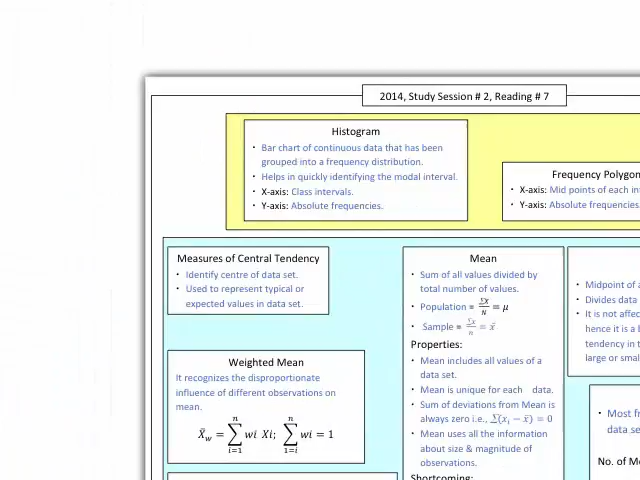 2014, Study Session # 2, Reading # 7
Histogram
• Bar chart of continuous data that has been
grouped into a frequency distribution.
• Helps in quickly identifying the modal interval.
• X-axis: Class intervals.
• Y-axis: Absolute frequencies.
Frequency Polygon
• X-axis: Mid points of each in
• Y-axis: Absolute frequencies.
Measures of Central Tendency
• Identify centre of data set.
• Used to represent typical or
expected values in data set.
Weighted Mean
It recognizes the disproportionate
influence of different observations on
mean.
X̄w = ∑ⁿᵢ₌₁ wi Xi; ∑ⁿ₁₌ᵢ wi = 1
Mean
• Sum of all values divided by
total number of values.
• Population = ∑X/N = μ
• Sample = ∑x/n = x̄
Properties:
• Mean includes all values of a
data set.
• Mean is unique for each data.
• Sum of deviations from Mean is
always zero i.e., ∑(xᵢ − x̄) = 0
• Mean uses all the information
about size & magnitude of
observations.
Shortcoming:
• Midpoint of a
• Divides data
• It is not affec
hence it is a b
tendency in t
large or smal
• Most fr
data se
No. of Mo